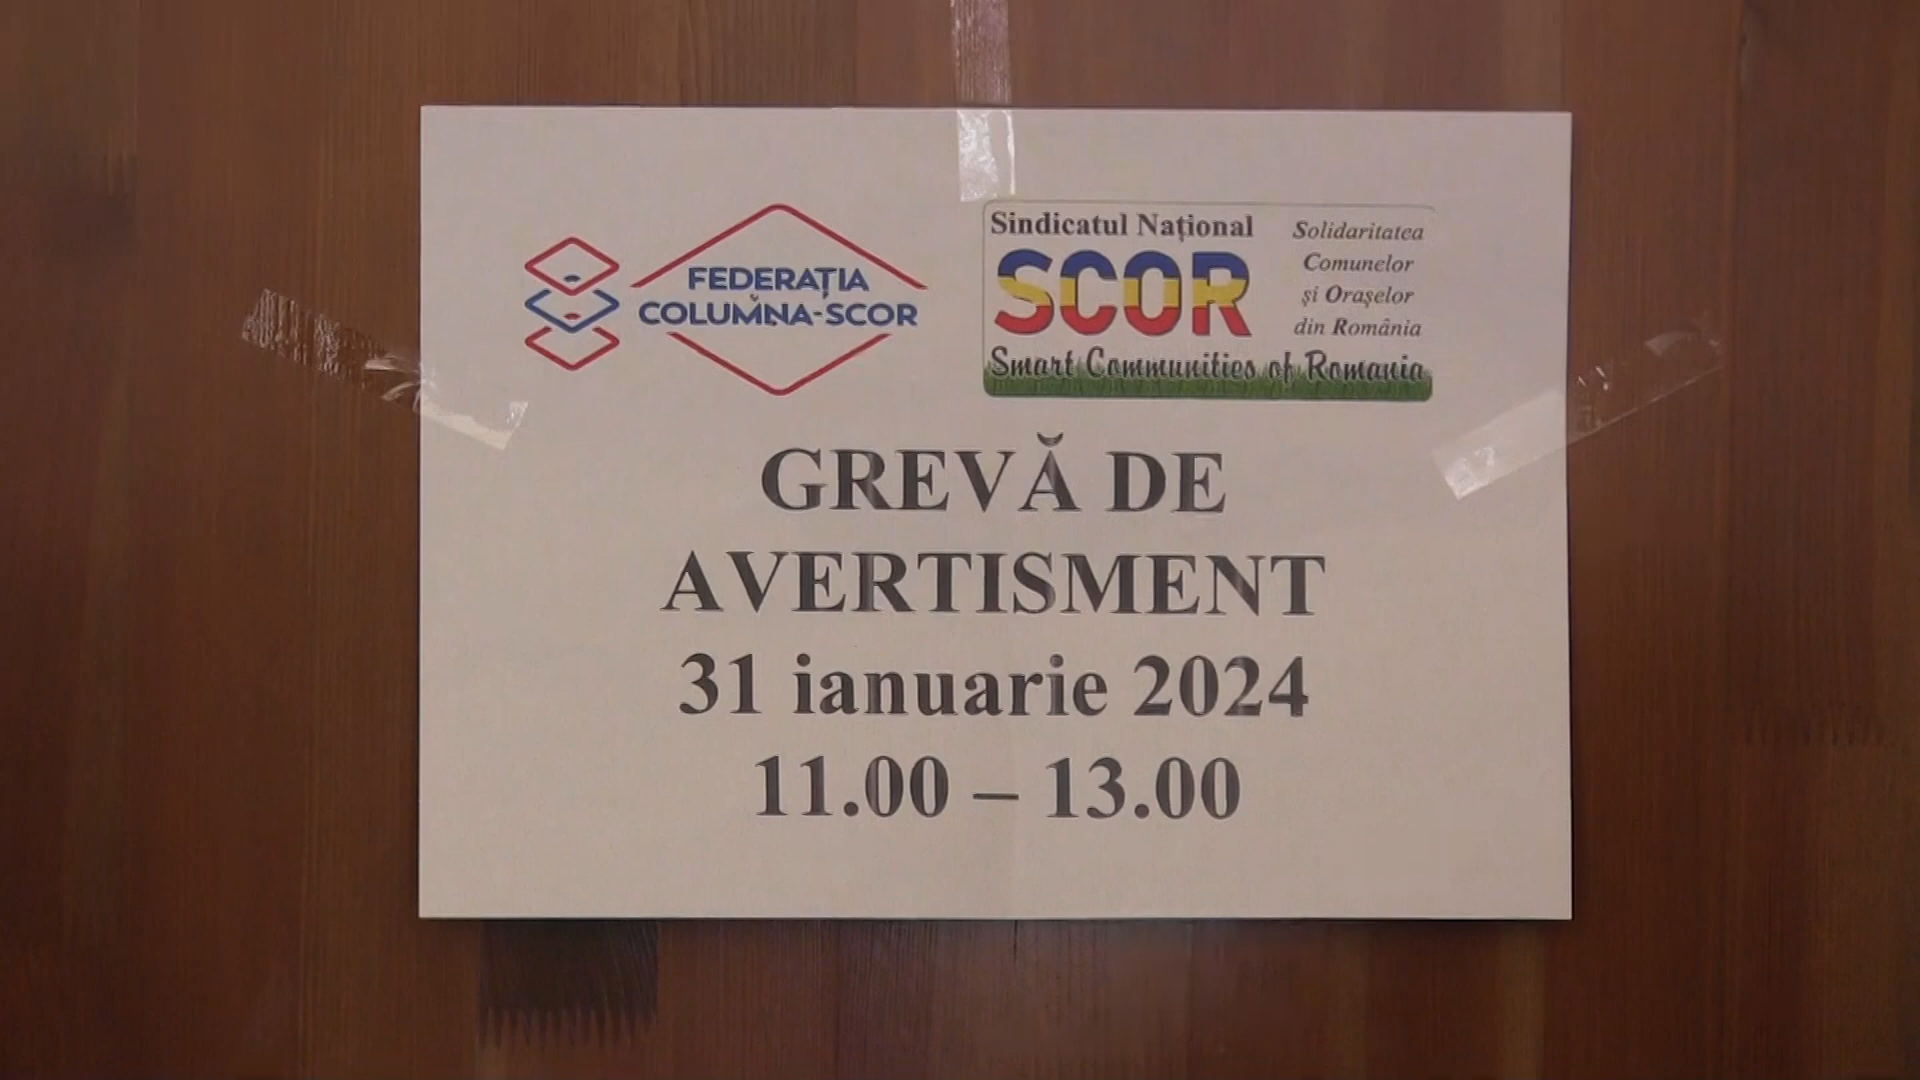 FEDERAȚIA
COLUMNA-SCOR
Sindicatul Național
SCOR
Solidaritatea
Comunelor
și Orașelor
din România
Smart Communities of Romania
GREVĂ DE
AVERTISMENT
31 ianuarie 2024
11.00 – 13.00